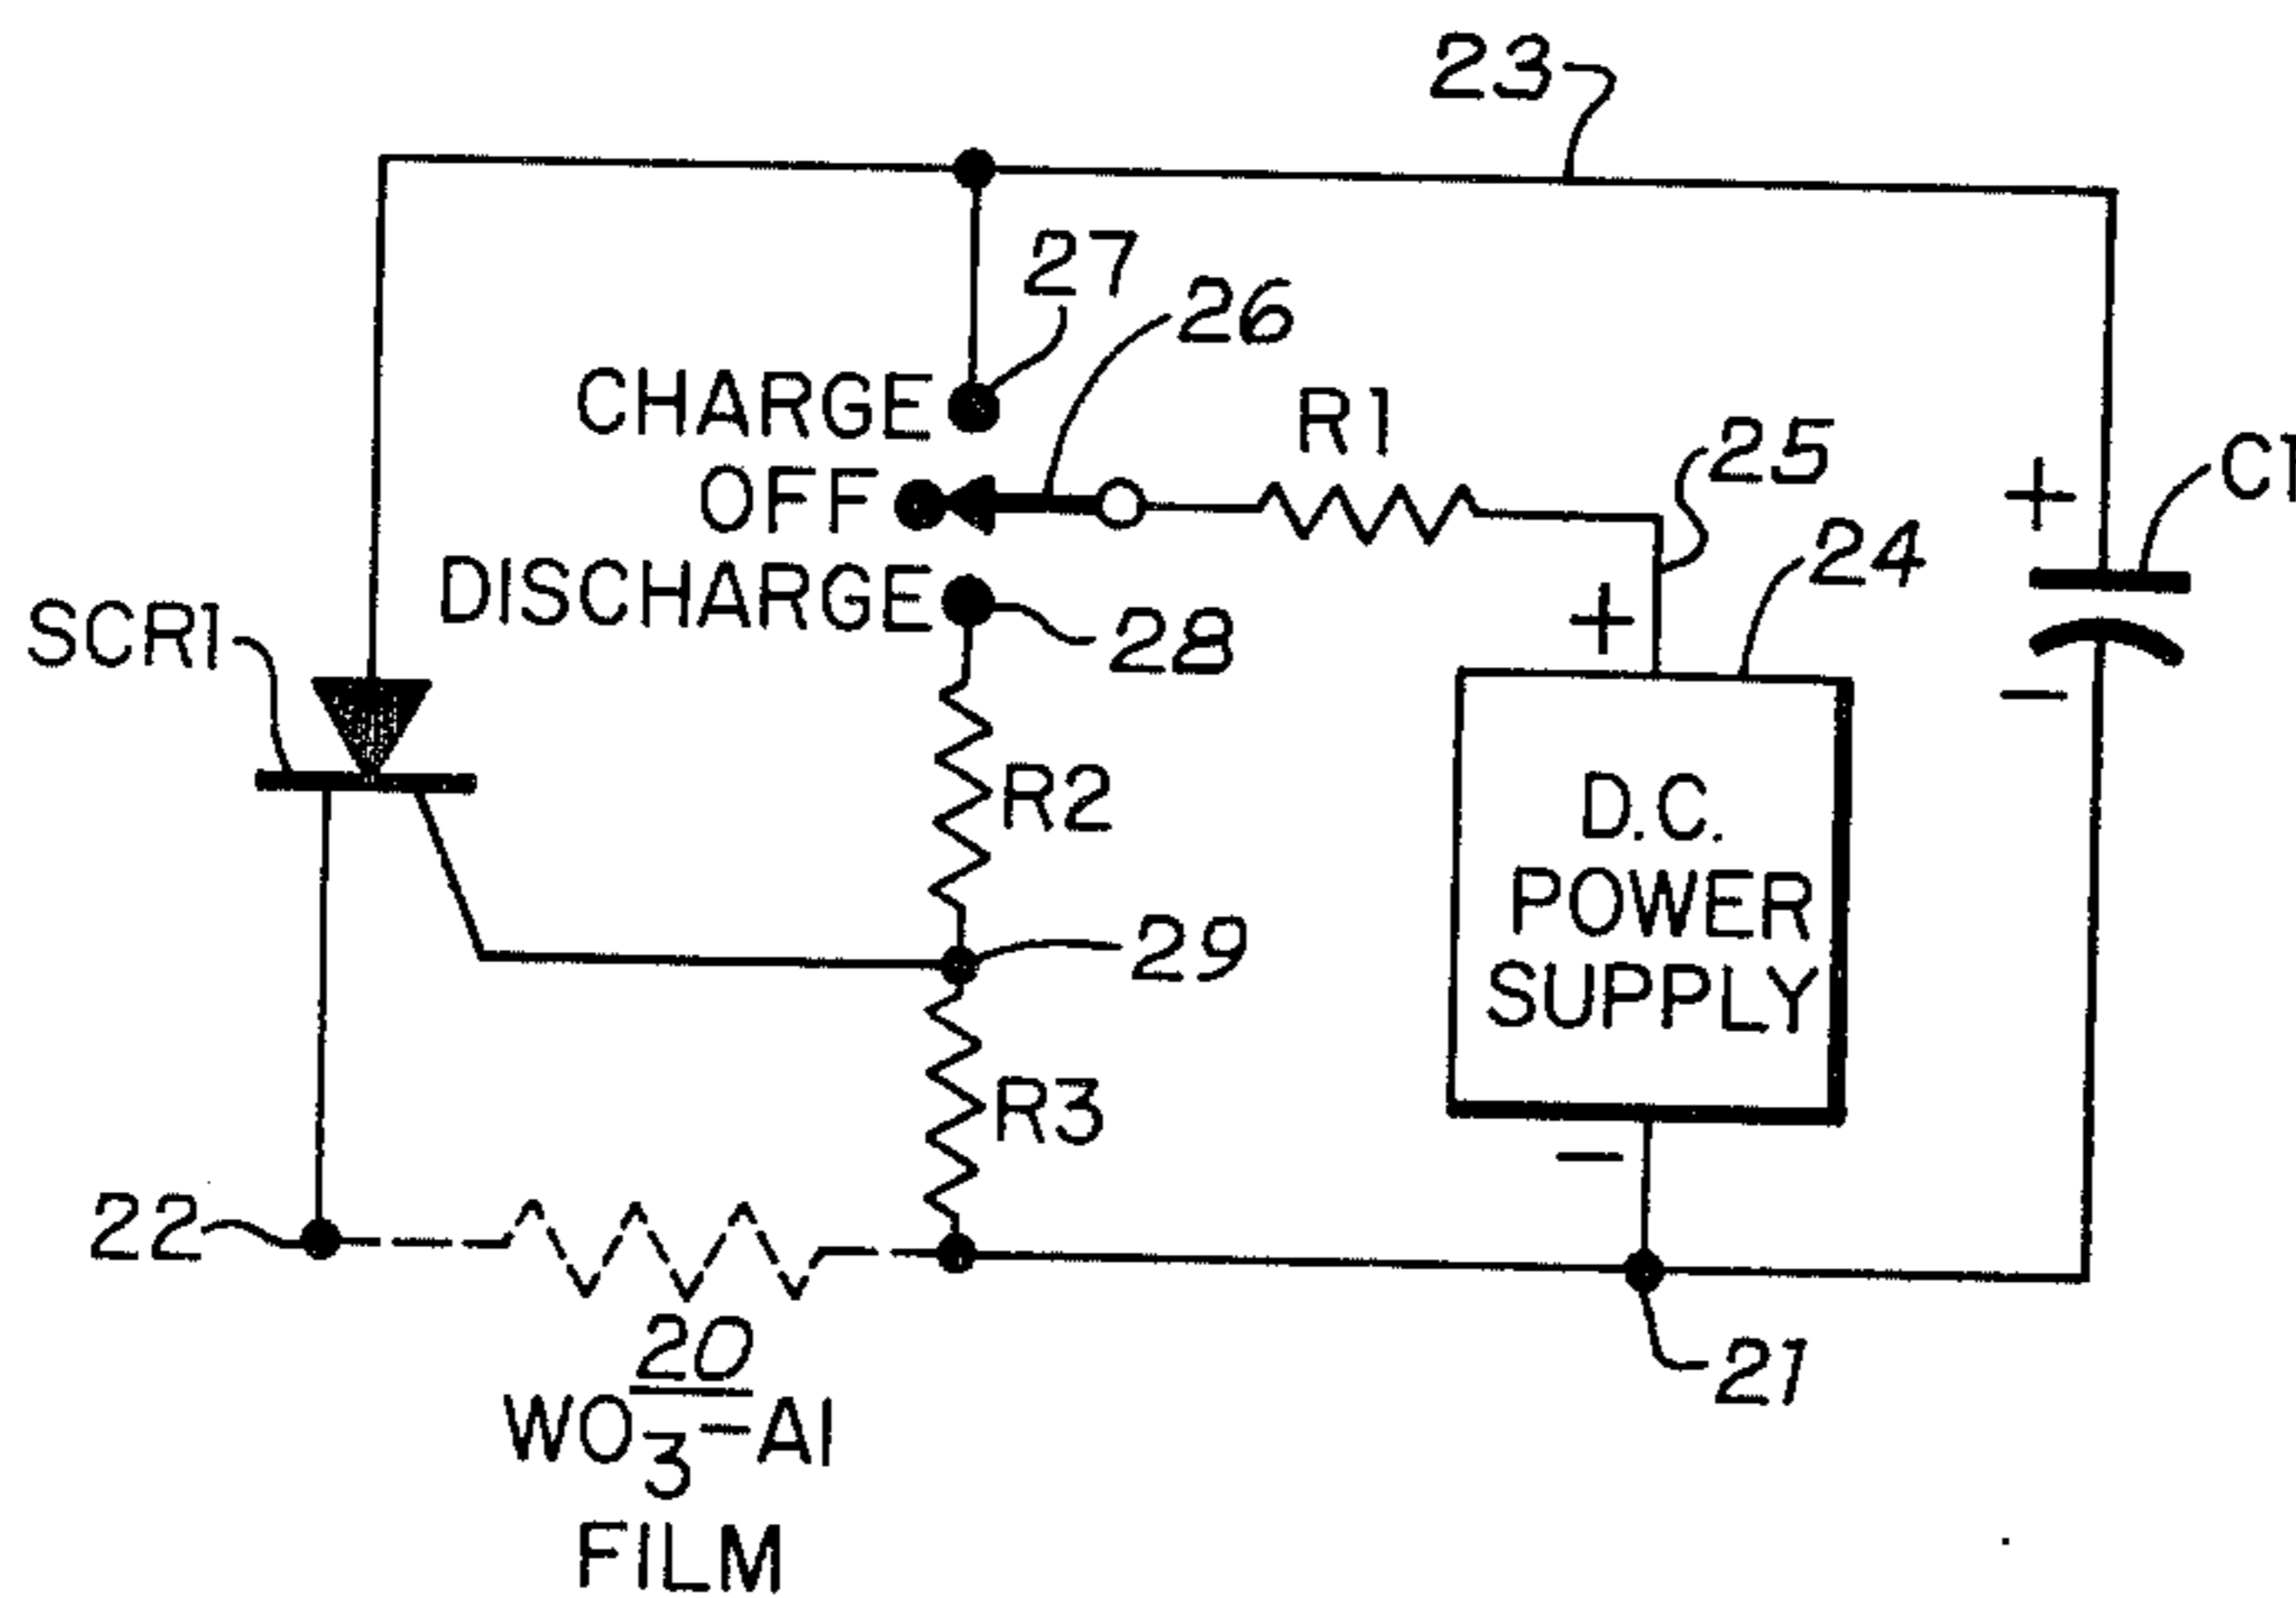 23
27
26
CHARGE
R1
25
C1
OFF
24
DISCHARGE
SCR1
28
R2
D.C.
POWER
SUPPLY
29
R3
22
20
21
WO3-Al
FILM
+
-
+
-